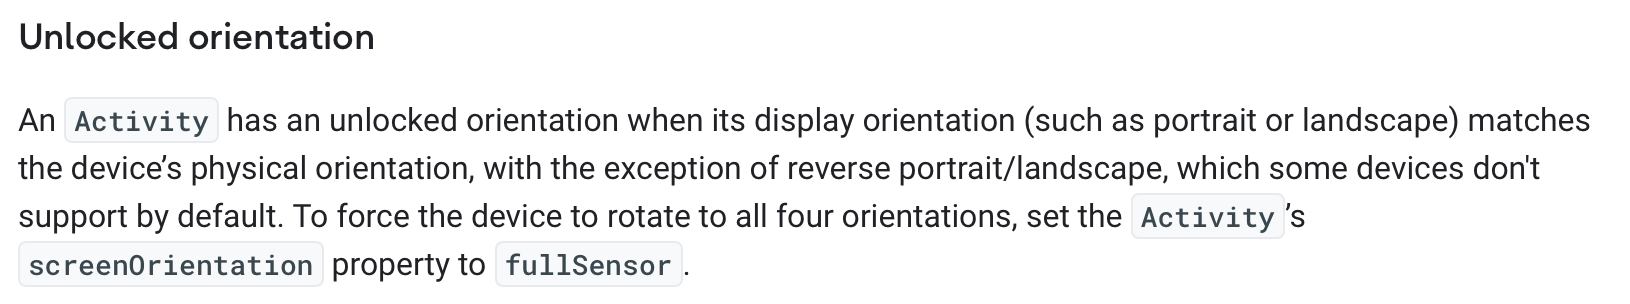 Unlocked orientation
An Activity has an unlocked orientation when its display orientation (such as portrait or landscape) matches
the device’s physical orientation, with the exception of reverse portrait/landscape, which some devices don't
support by default. To force the device to rotate to all four orientations, set the Activity’s
screenOrientation property to fullSensor.